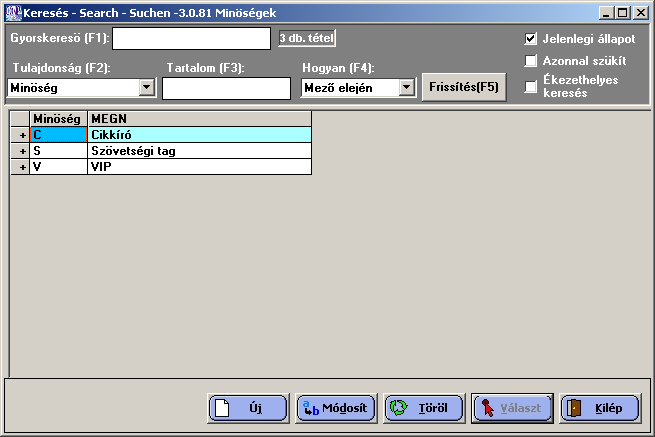 Keresés - Search - Suchen -3.0.81 Minöségek
Gyorskeresö (F1):
3 db. tétel
Jelenlegi állapot
Azonnal szükít
Ékezethelyes
keresés
Tulajdonság (F2):
Tartalom (F3):
Hogyan (F4):
Minöség
Mezö elején
Frissítés(F5)
Minöség MEGN
+ C Cikkíró
+ S Szövetségi tag
+ V VIP
Új
a b Módosít
Töröl
Választ
Kilép